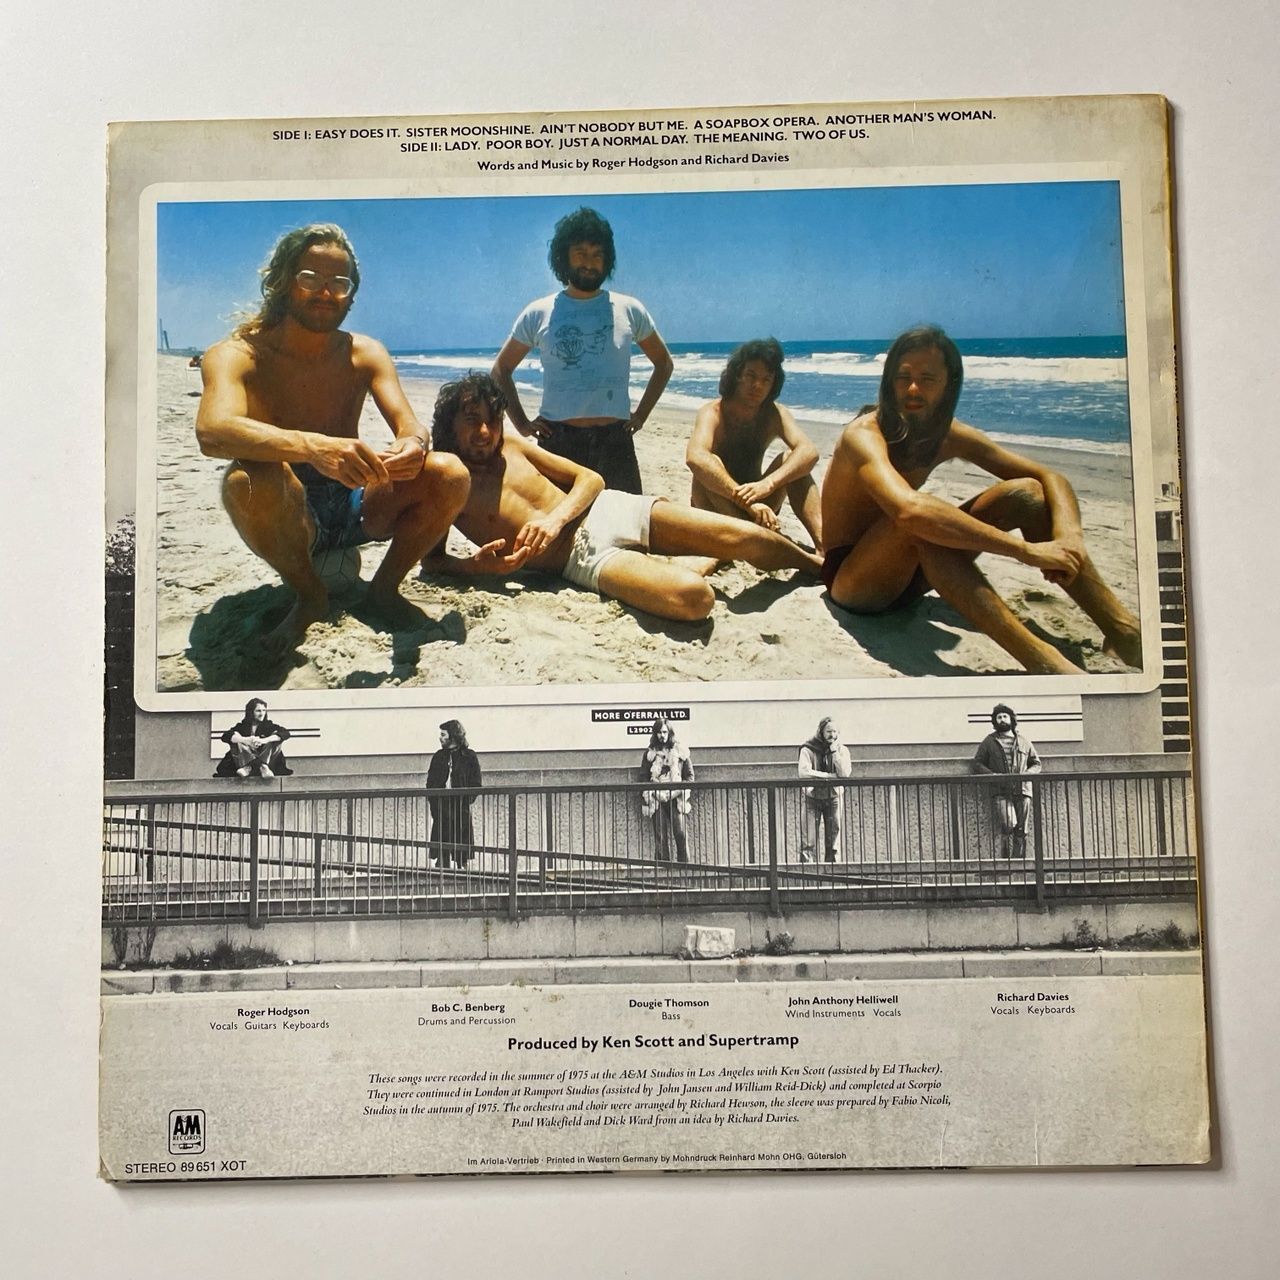 SIDE I: EASY DOES IT. SISTER MOONSHINE. AIN'T NOBODY BUT ME. A SOAPBOX OPERA. ANOTHER MAN'S WOMAN.
SIDE II: LADY. POOR BOY. JUST A NORMAL DAY. THE MEANING. TWO OF US.
Words and Music by Roger Hodgson and Richard Davies
MORE O'FERRALL LTD.
L2902
Roger Hodgson
Vocals Guitars Keyboards
Bob C. Benberg
Drums and Percussion
Dougie Thomson
Bass
John Anthony Helliwell
Wind Instruments Vocals
Richard Davies
Vocals Keyboards
Produced by Ken Scott and Supertramp
These songs were recorded in the summer of 1975 at the A&M Studios in Los Angeles with Ken Scott (assisted by Ed Thacker).
They were continued in London at Ramport Studios (assisted by John Jansen and William Reid-Dick) and completed at Scorpio
Studios in the autumn of 1975. The orchestra and choir were arranged by Richard Hewson, the sleeve was prepared by Fabio Nicoli,
Paul Wakefield and Dick Ward from an idea by Richard Davies.
AM
RECORDS
STEREO 89 651 XOT
Im Ariola-Vertrieb · Printed in Western Germany by Mohndruck Reinhard Mohn OHG, Gütersloh